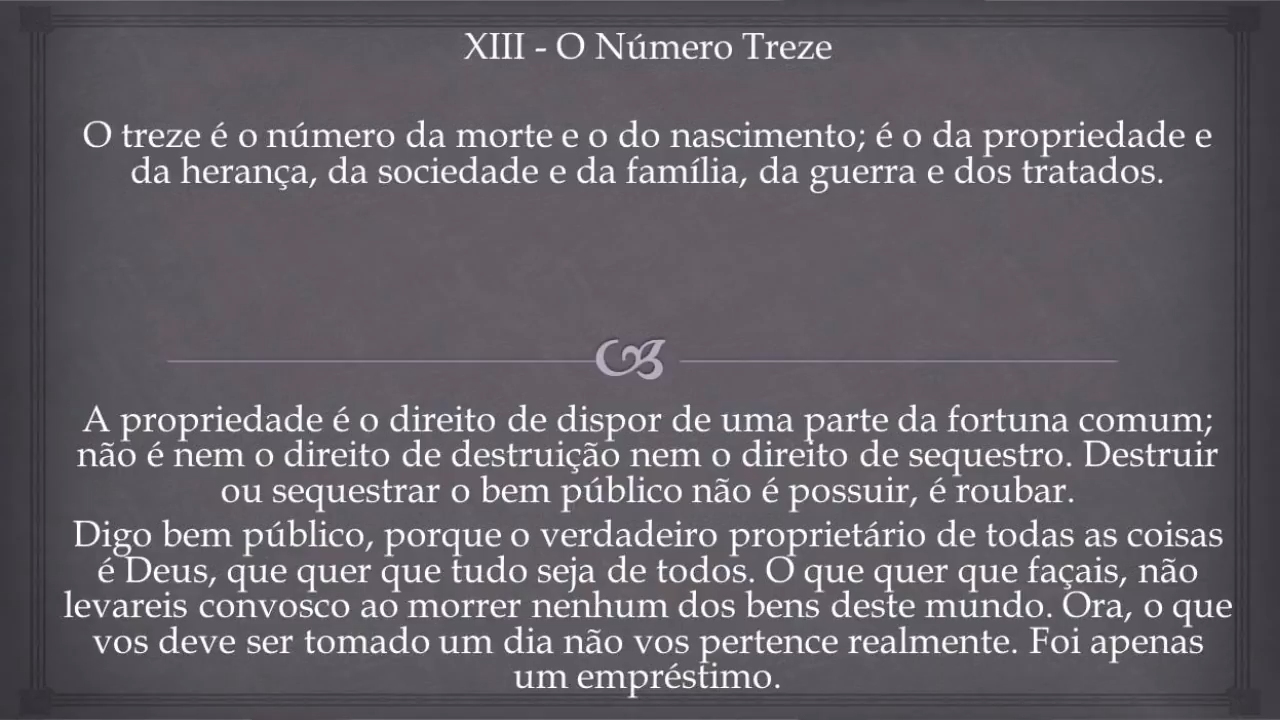 XIII - O Número Treze
O treze é o número da morte e o do nascimento; é o da propriedade e
da herança, da sociedade e da família, da guerra e dos tratados.
A propriedade é o direito de dispor de uma parte da fortuna comum;
não é nem o direito de destruição nem o direito de sequestro. Destruir
ou sequestrar o bem público não é possuir, é roubar.
Digo bem público, porque o verdadeiro proprietário de todas as coisas
é Deus, que quer que tudo seja de todos. O que quer que façais, não
levareis convosco ao morrer nenhum dos bens deste mundo. Ora, o que
vos deve ser tomado um dia não vos pertence realmente. Foi apenas
um empréstimo.